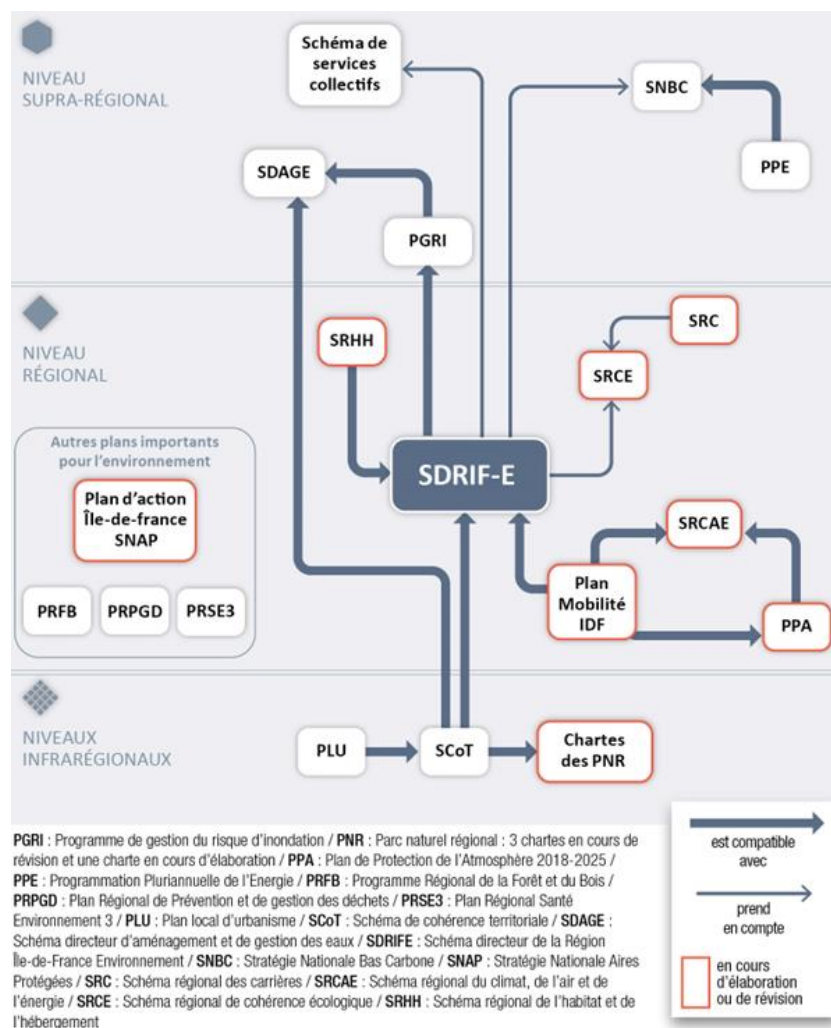 NIVEAU
SUPRA-RÉGIONAL
Schéma de
services
collectifs
SNBC
PPE
SDAGE
PGRI
NIVEAU
RÉGIONAL
SRHH
SRC
SRCE
Autres plans importants
pour l'environnement
Plan d'action
Île-de-france
SNAP
PRFB
PRPGD
PRSE3
SDRIF-E
SRCAE
Plan
Mobilité
IDF
PPA
NIVEAUX
INFRARÉGIONAUX
PLU
SCoT
Chartes
des PNR
PGRI : Programme de gestion du risque d'inondation / PNR : Parc naturel régional : 3 chartes en cours de
révision et une charte en cours d'élaboration / PPA : Plan de Protection de l'Atmosphère 2018-2025 /
PPE : Programmation Pluriannuelle de l'Energie / PRFB : Programme Régional de la Forêt et du Bois /
PRPGD : Plan Régional de Prévention et de gestion des déchets / PRSE3 : Plan Régional Santé
Environnement 3 / PLU : Plan local d'urbanisme / SCoT : Schéma de cohérence territoriale / SDAGE :
Schéma directeur d'aménagement et de gestion des eaux / SDRIFE : Schéma directeur de la Région
Île-de-France Environnement / SNBC : Stratégie Nationale Bas Carbone / SNAP : Stratégie Nationale Aires
Protégées / SRC : Schéma régional des carrières / SRCAE : Schéma régional du climat, de l'air et de
l'énergie / SRCE : Schéma régional de cohérence écologique / SRHH : Schéma régional de l'habitat et de
l'hébergement
est compatible
avec
prend
en compte
en cours
d'élaboration
ou de révision